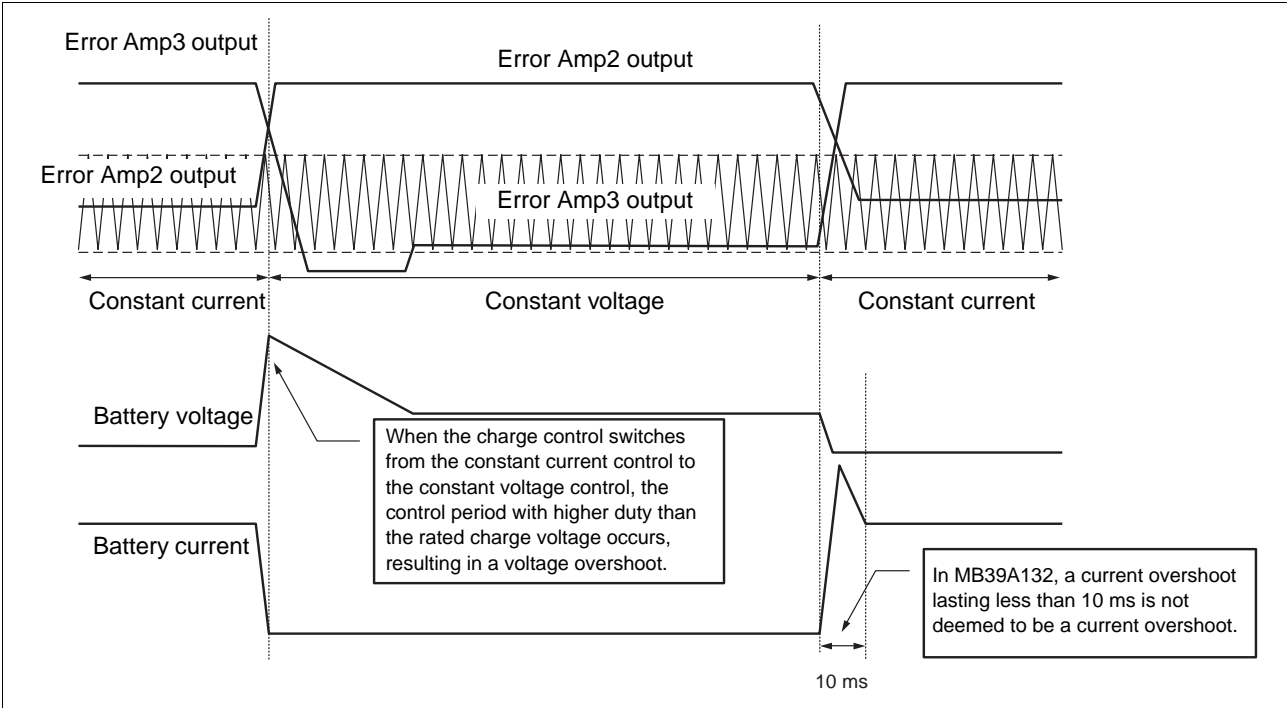 Error Amp3 output
Error Amp2 output
Error Amp2 output
Error Amp3 output
Constant current
Constant voltage
Constant current
Battery voltage
When the charge control switches
from the constant current control to
the constant voltage control, the
control period with higher duty than
the rated charge voltage occurs,
resulting in a voltage overshoot.
Battery current
In MB39A132, a current overshoot
lasting less than 10 ms is not
deemed to be a current overshoot.
10 ms